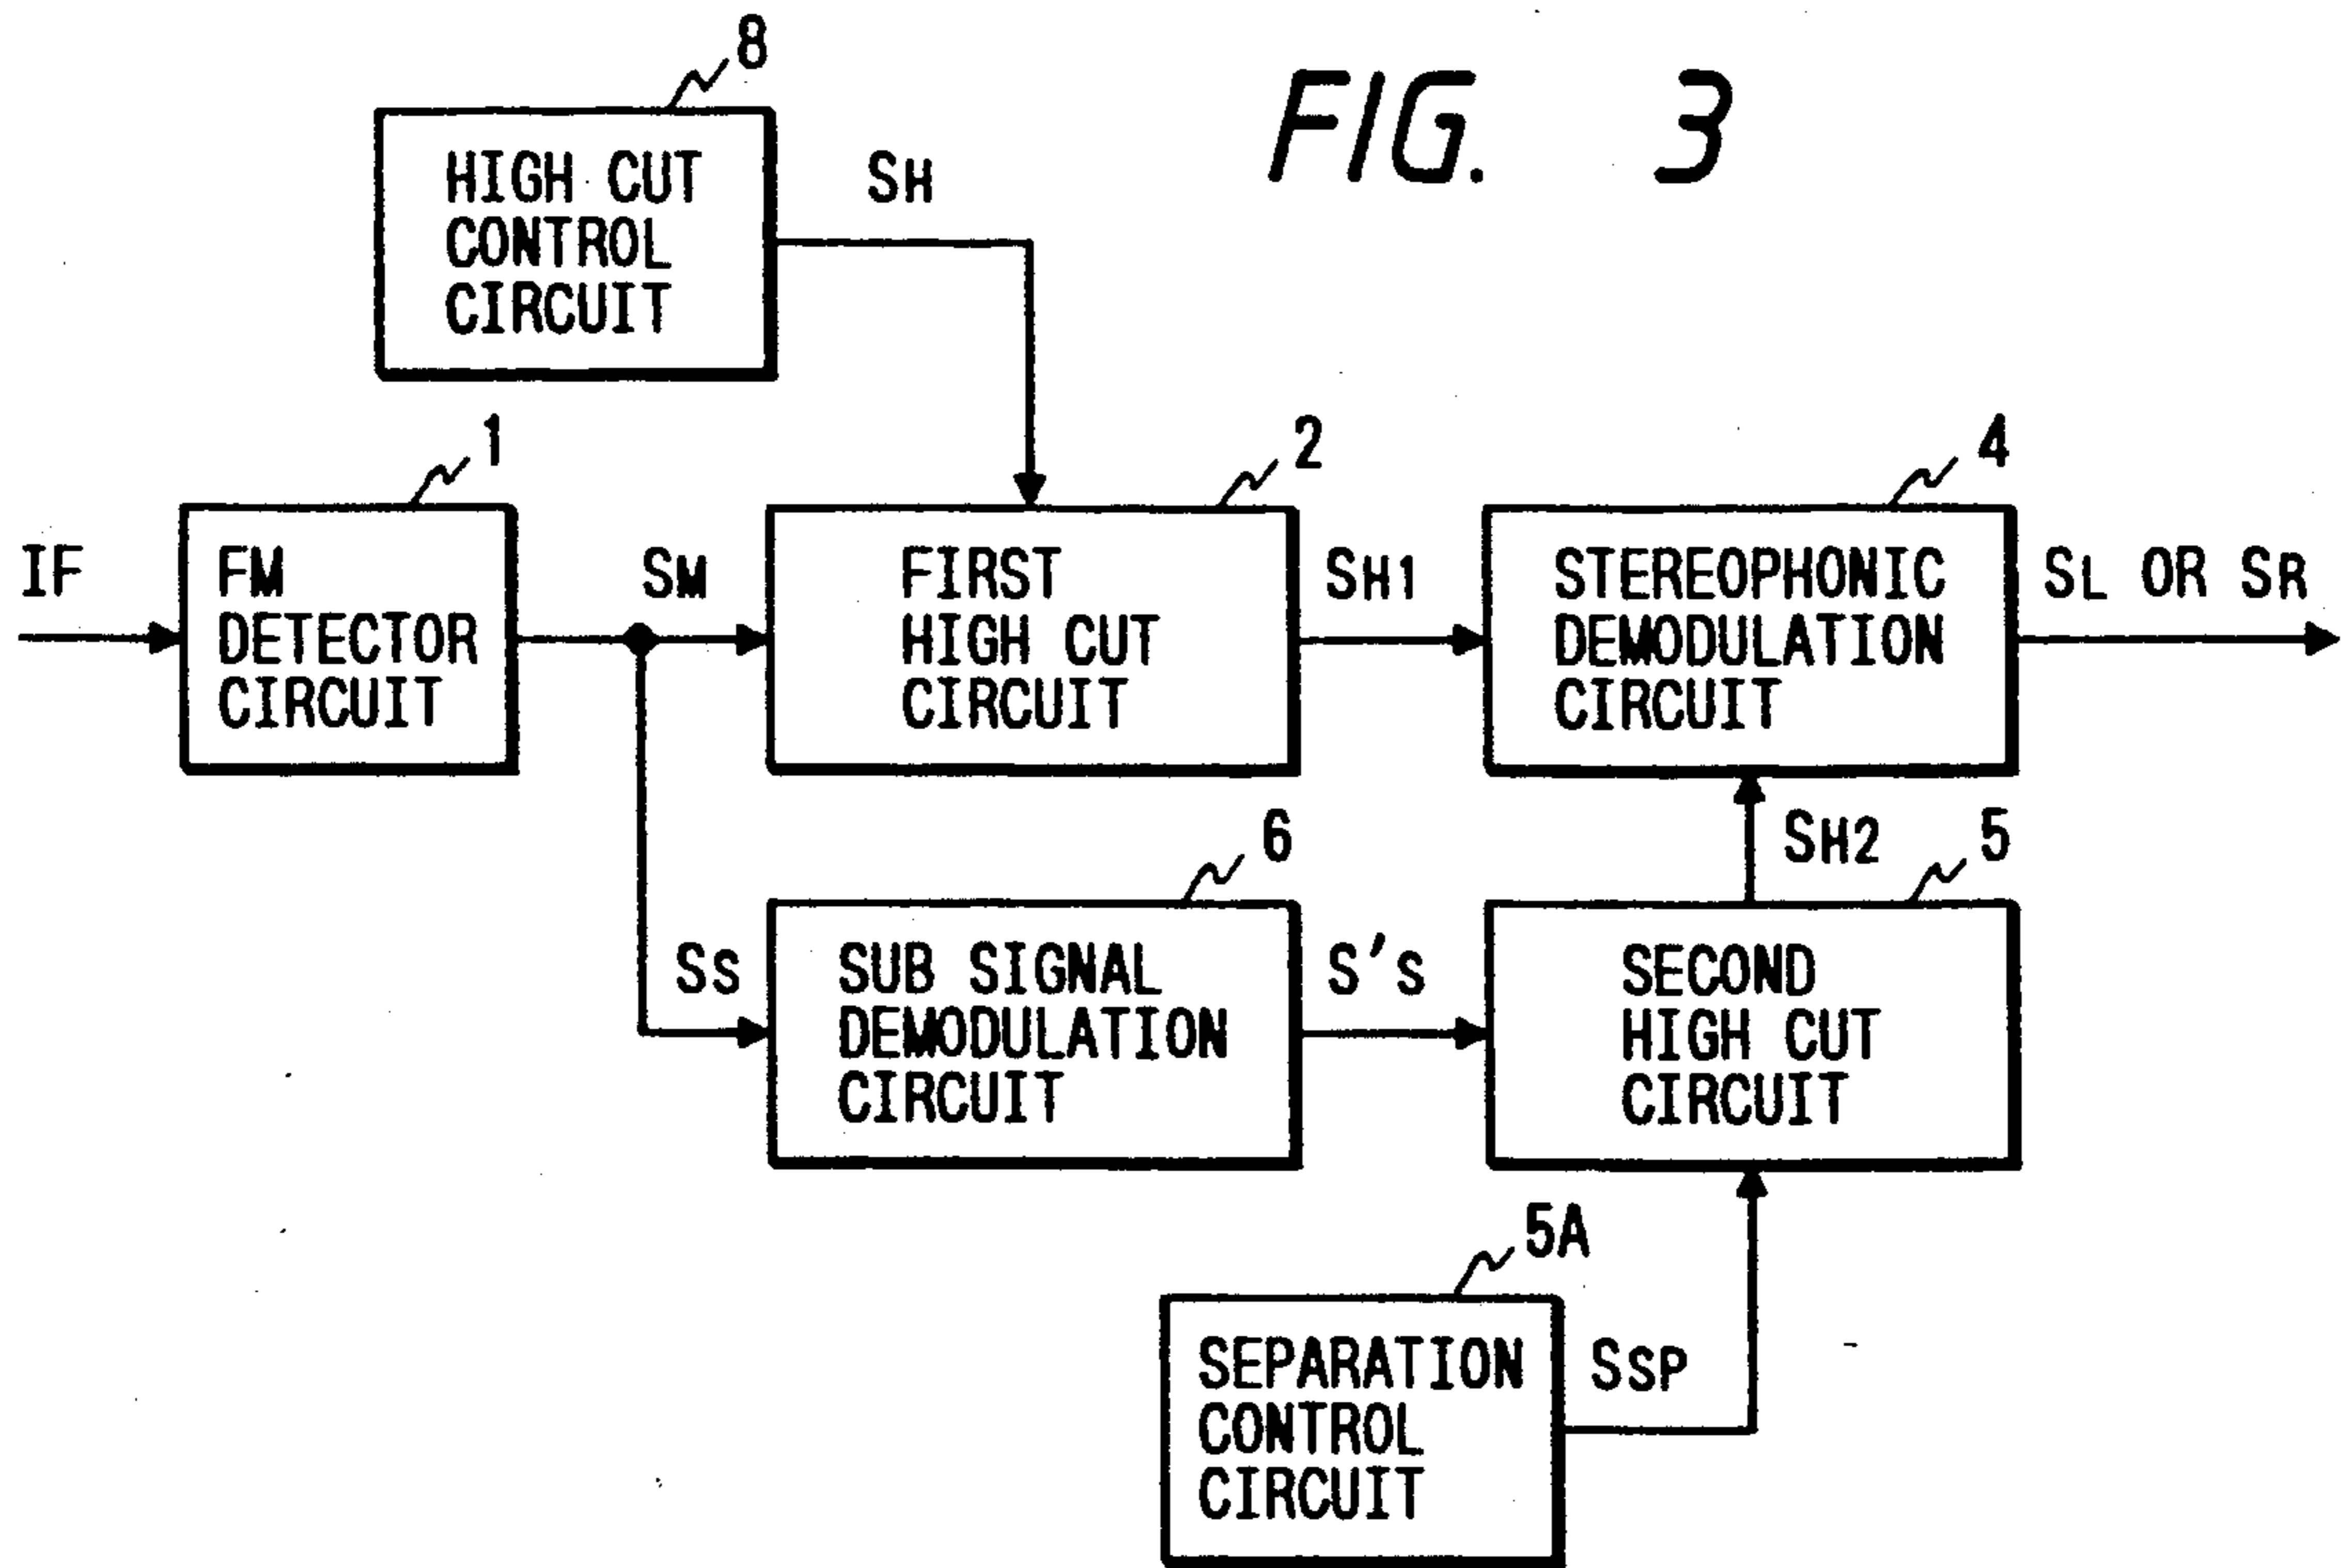 FIG. 3
8
HIGH CUT
CONTROL
CIRCUIT
SH
1
2
4
IF
FM
DETECTOR
CIRCUIT
SM
FIRST
HIGH CUT
CIRCUIT
SH1
STEREOPHONIC
DEMODULATION
CIRCUIT
SL OR SR
6
SH2
5
SS
SUB SIGNAL
DEMODULATION
CIRCUIT
S's
SECOND
HIGH CUT
CIRCUIT
5A
SEPARATION
CONTROL
CIRCUIT
SSP